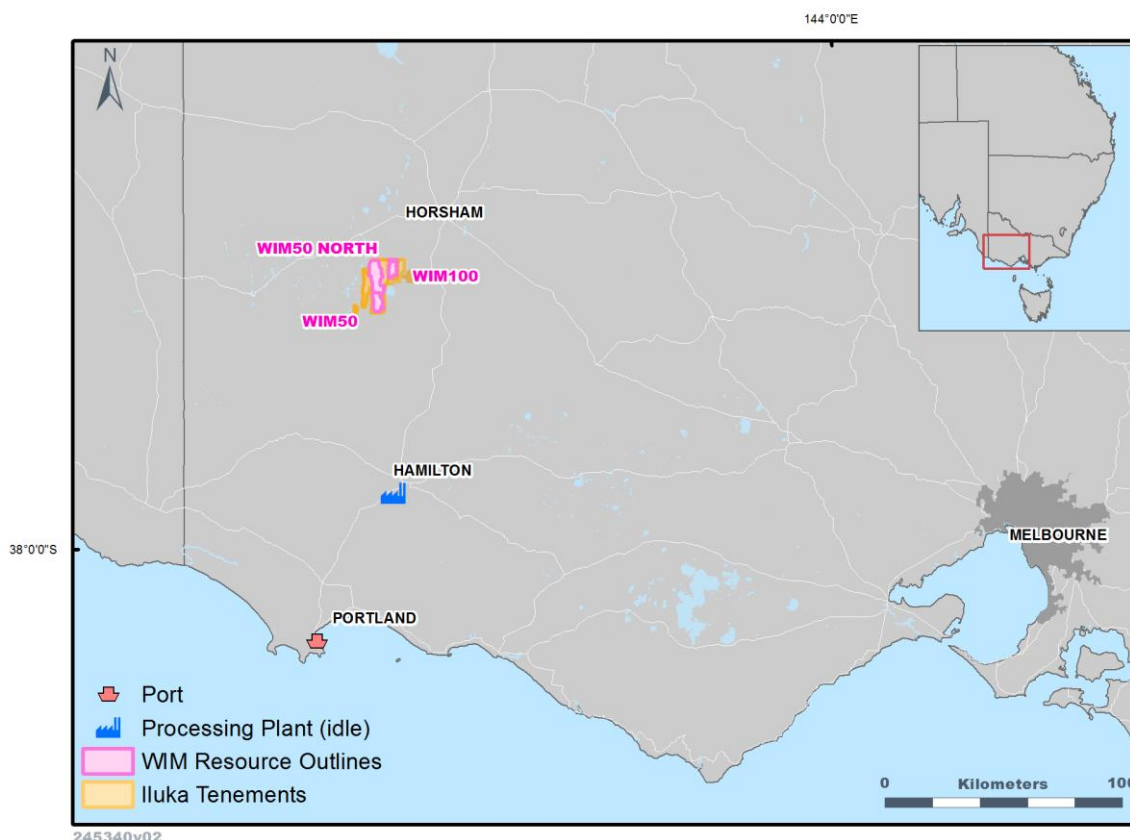 144°0'0"E
N
HORSHAM
WIM50 NORTH
WIM100
WIM50
HAMILTON
38°0'0"S
MELBOURNE
PORTLAND
Port
Processing Plant (idle)
WIM Resource Outlines
Iluka Tenements
0 Kilometers 100
245340v02